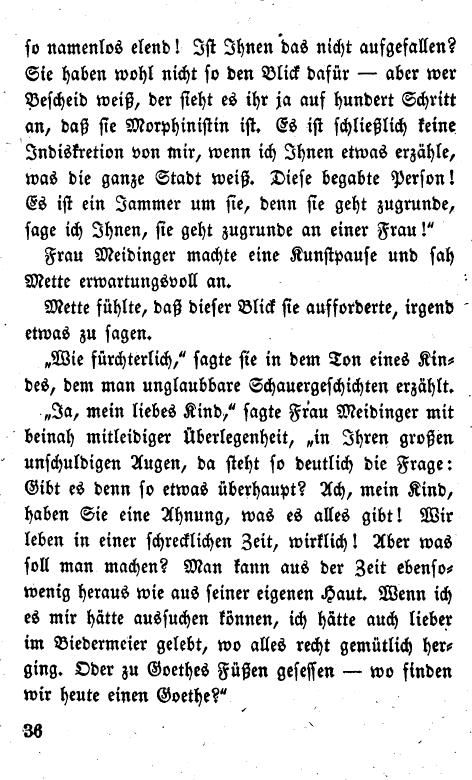 so namenlos elend! Ist Ihnen das nicht aufgefallen?
Sie haben wohl nicht so den Blick dafür — aber wer
Bescheid weiß, der sieht es ihr ja auf hundert Schritt
an, daß sie Morphinistin ist. Es ist schließlich keine
Indiskretion von mir, wenn ich Ihnen etwas erzähle,
was die ganze Stadt weiß. Diese begabte Person!
Es ist ein Jammer um sie, denn sie geht zugrunde,
sage ich Ihnen, sie geht zugrunde an einer Frau!“
Frau Meidinger machte eine Kunstpause und sah
Mette erwartungsvoll an.
Mette fühlte, daß dieser Blick sie aufforderte, irgend
etwas zu sagen.
„Wie fürchterlich,“ sagte sie in dem Ton eines Kin-
des, dem man unglaubbare Schauergeschichten erzählt.
„Ja, mein liebes Kind,“ sagte Frau Meidinger mit
beinah mitleidiger Überlegenheit, „in Ihren großen
unschuldigen Augen, da steht so deutlich die Frage:
Gibt es denn so etwas überhaupt? Ach, mein Kind,
haben Sie eine Ahnung, was es alles gibt! Wir
leben in einer schrecklichen Zeit, wirklich! Aber was
soll man machen? Man kann aus der Zeit ebenso-
wenig heraus wie aus seiner eigenen Haut. Wenn ich
es mir hätte aussuchen können, ich hätte auch lieber
im Biedermeier gelebt, wo alles recht gemütlich her-
ging. Oder zu Goethes Füßen gesessen — wo finden
wir heute einen Goethe?“
36